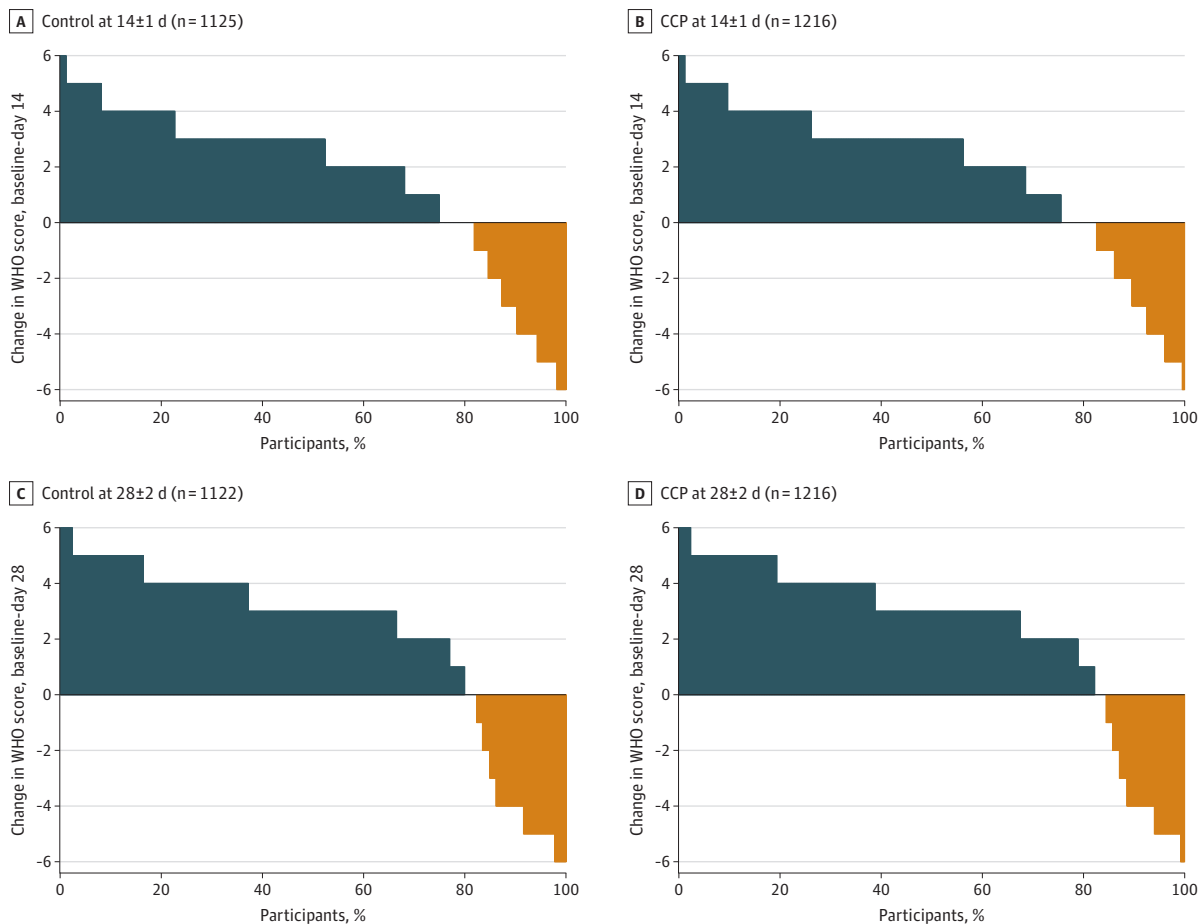 A Control at 14±1 d (n=1125)
Change in WHO score, baseline-day 14
6
4
2
0
-2
-4
-6
0 20 40 60 80 100
Participants, %
B CCP at 14±1 d (n=1216)
Change in WHO score, baseline-day 14
6
4
2
0
-2
-4
-6
0 20 40 60 80 100
Participants, %
C Control at 28±2 d (n=1122)
Change in WHO score, baseline-day 28
6
4
2
0
-2
-4
-6
0 20 40 60 80 100
Participants, %
D CCP at 28±2 d (n=1216)
Change in WHO score, baseline-day 28
6
4
2
0
-2
-4
-6
0 20 40 60 80 100
Participants, %